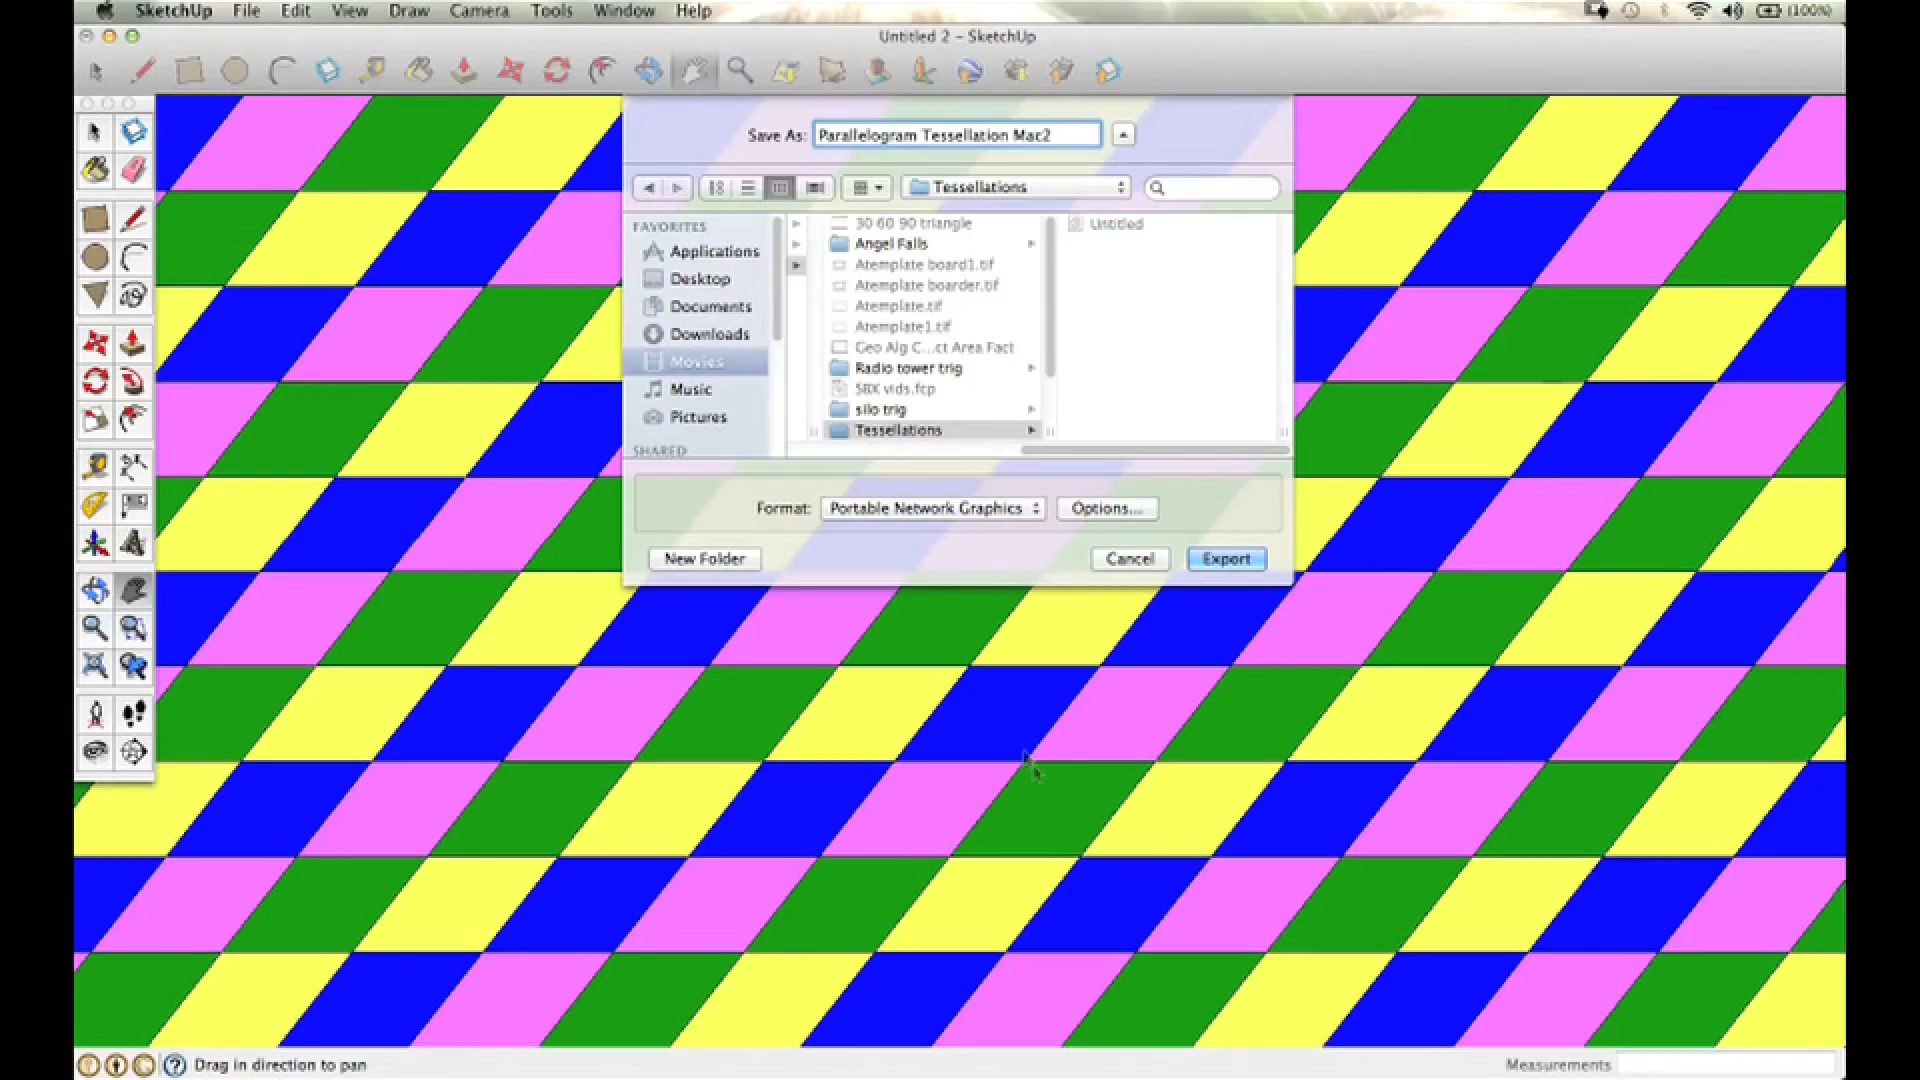 SketchUp File Edit View Draw Camera Tools Window Help (100%)
Untitled 2 - SketchUp
Save As: Parallelogram Tessellation Mac2
Tessellations
FAVORITES
Applications
Desktop
Documents
Downloads
Movies
Music
Pictures
SHARED
30 60 90 triangle
Angel Falls
Atemplate board1.tif
Atemplate boarder.tif
Atemplate.tif
Atemplate1.tif
Geo Alg C...ct Area Fact
Radio tower trig
SBX vids.fcp
silo trig
Tessellations
Untitled
Format: Portable Network Graphics Options...
New Folder Cancel Export
Drag in direction to pan
Measurements